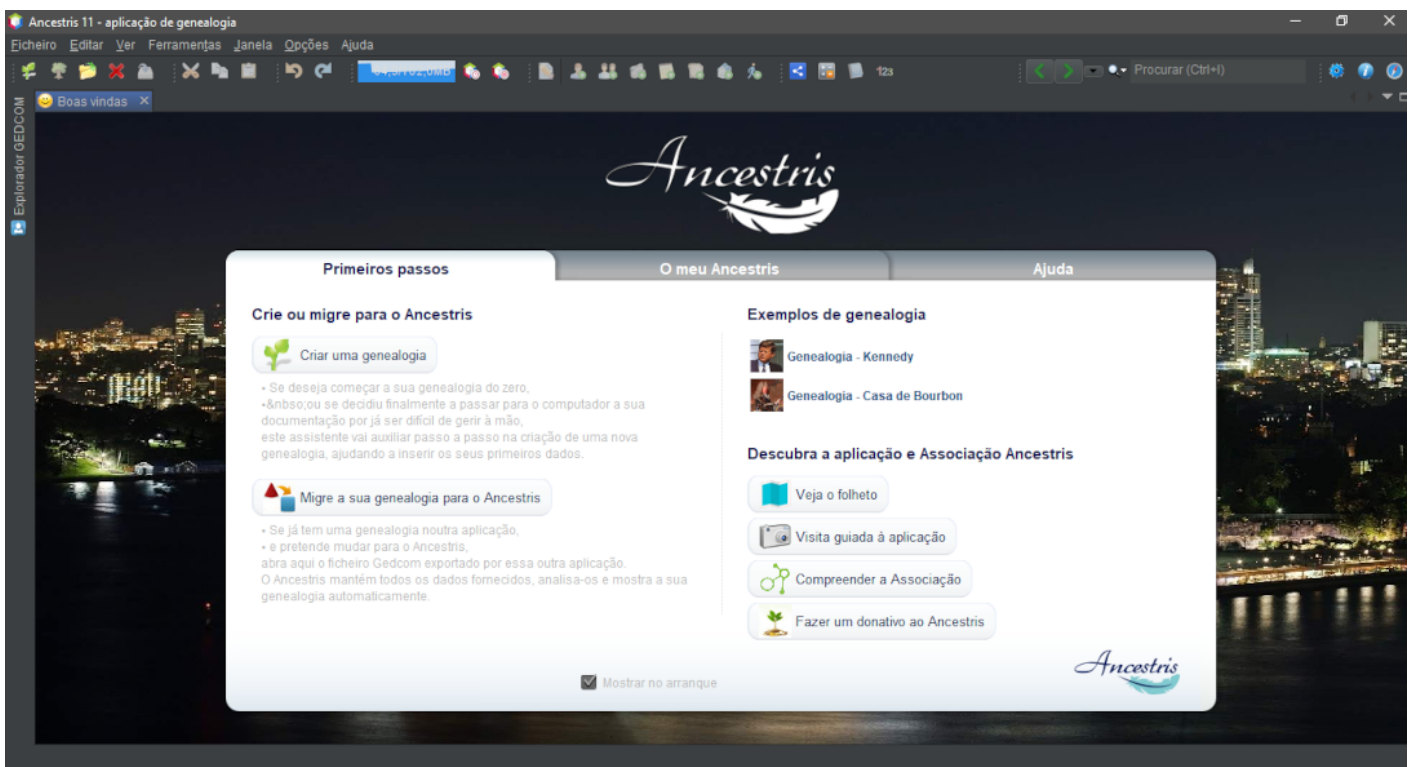 Ancestris 11 - aplicação de genealogia
Ficheiro Editar Ver Ferramentas Janela Opções Ajuda
123
Procurar (Ctrl+I)
Boas vindas
Explorador GEDCOM
Ancestris
Primeiros passos
O meu Ancestris
Ajuda
Crie ou migre para o Ancestris
Criar uma genealogia
• Se deseja começar a sua genealogia do zero,
•&nbso;ou se decidiu finalmente a passar para o computador a sua
documentação por já ser difícil de gerir à mão,
este assistente vai auxiliar passo a passo na criação de uma nova
genealogia, ajudando a inserir os seus primeiros dados.
Migre a sua genealogia para o Ancestris
• Se já tem uma genealogia noutra aplicação,
• e pretende mudar para o Ancestris,
abra aqui o ficheiro Gedcom exportado por essa outra aplicação.
O Ancestris mantém todos os dados fornecidos, analisa-os e mostra a sua
genealogia automaticamente.
Exemplos de genealogia
Genealogia - Kennedy
Genealogia - Casa de Bourbon
Descubra a aplicação e Associação Ancestris
Veja o folheto
Visita guiada á aplicação
Compreender a Associação
Fazer um donativo ao Ancestris
Ancestris
Mostrar no arranque